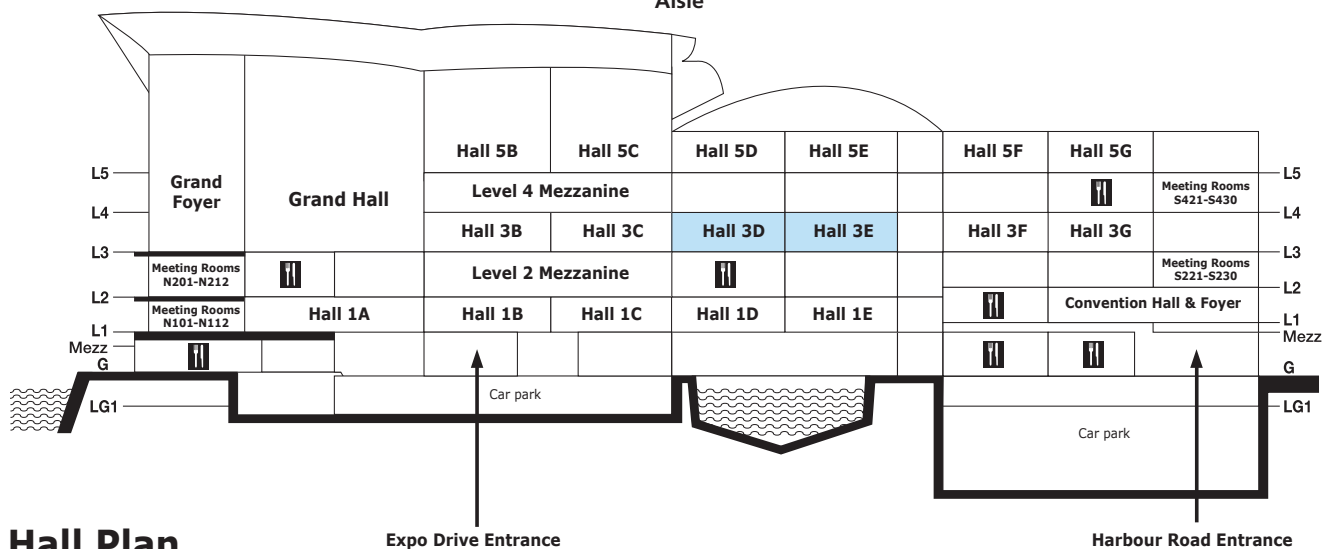 Aisle
Hall 5B
Hall 5C
Hall 5D
Hall 5E
Hall 5F
Hall 5G
L5
L5
Grand
Foyer
Grand Hall
Level 4 Mezzanine
Meeting Rooms
S421-S430
L4
L4
Hall 3B
Hall 3C
Hall 3D
Hall 3E
Hall 3F
Hall 3G
L3
L3
Meeting Rooms
N201-N212
Level 2 Mezzanine
Meeting Rooms
S221-S230
L2
L2
Meeting Rooms
N101-N112
Hall 1A
Hall 1B
Hall 1C
Hall 1D
Hall 1E
Convention Hall & Foyer
L1
L1
Mezz
Mezz
G
G
Car park
LG1
LG1
Car park
Hall Plan
Expo Drive Entrance
Harbour Road Entrance